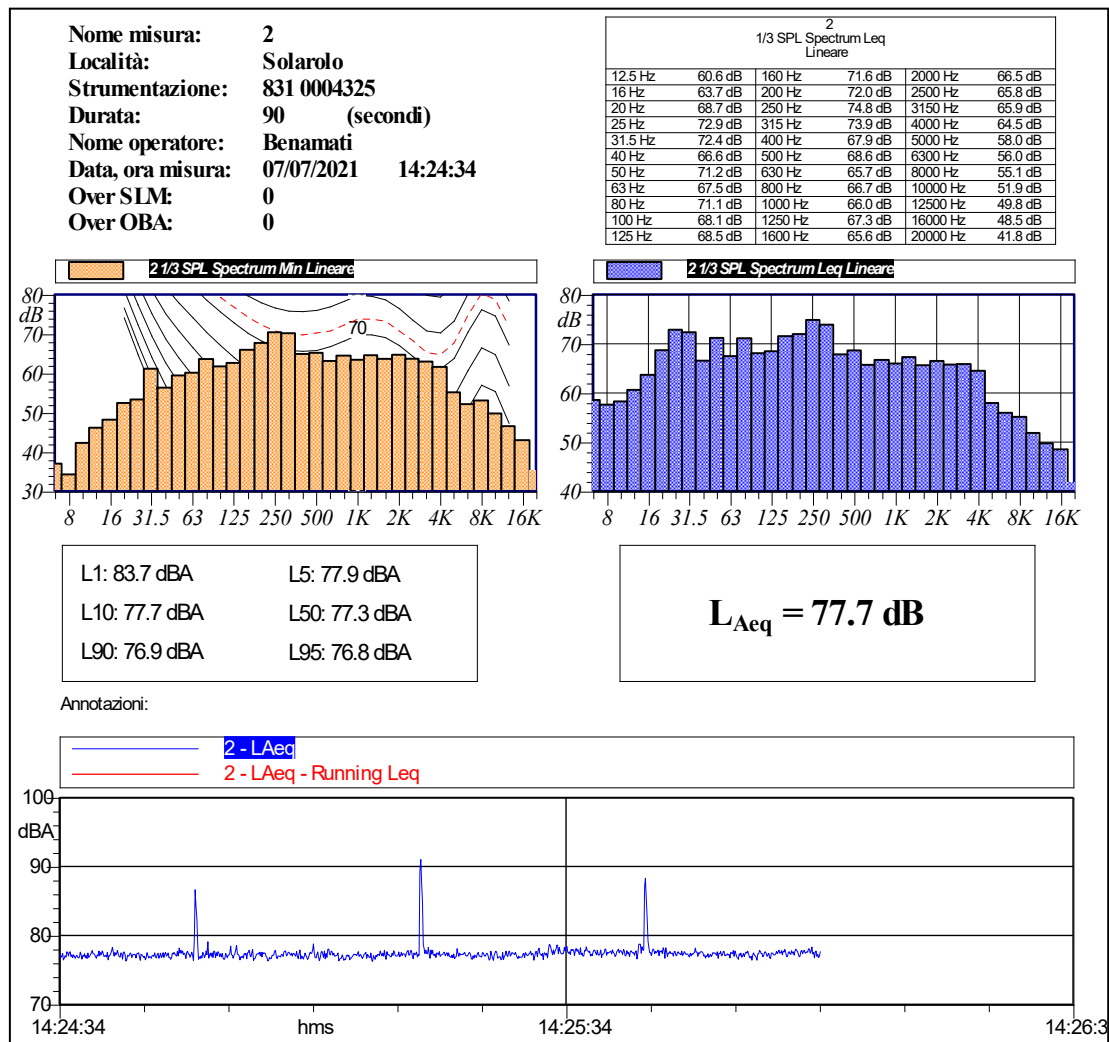 Nome misura: 2
Località: Solarolo
Strumentazione: 831 0004325
Durata: 90 (secondi)
Nome operatore: Benamati
Data, ora misura: 07/07/2021 14:24:34
Over SLM: 0
Over OBA: 0
2
1/3 SPL Spectrum Leq
Lineare
12.5 Hz 60.6 dB 160 Hz 71.6 dB 2000 Hz 66.5 dB
16 Hz 63.7 dB 200 Hz 72.0 dB 2500 Hz 65.8 dB
20 Hz 68.7 dB 250 Hz 74.8 dB 3150 Hz 65.9 dB
25 Hz 72.9 dB 315 Hz 73.9 dB 4000 Hz 64.5 dB
31.5 Hz 72.4 dB 400 Hz 67.9 dB 5000 Hz 58.0 dB
40 Hz 66.6 dB 500 Hz 68.6 dB 6300 Hz 56.0 dB
50 Hz 71.2 dB 630 Hz 65.7 dB 8000 Hz 55.1 dB
63 Hz 67.5 dB 800 Hz 66.7 dB 10000 Hz 51.9 dB
80 Hz 71.1 dB 1000 Hz 66.0 dB 12500 Hz 49.8 dB
100 Hz 68.1 dB 1250 Hz 67.3 dB 16000 Hz 48.5 dB
125 Hz 68.5 dB 1600 Hz 65.6 dB 20000 Hz 41.8 dB
2 1/3 SPL Spectrum Min Lineare
80
dB
70
60
50
40
30
70
8 16 31.5 63 125 250 500 1K 2K 4K 8K 16K
2 1/3 SPL Spectrum Leq Lineare
80
dB
70
60
50
40
8 16 31.5 63 125 250 500 1K 2K 4K 8K 16K
L1: 83.7 dBA L5: 77.9 dBA
L10: 77.7 dBA L50: 77.3 dBA
L90: 76.9 dBA L95: 76.8 dBA
LAeq = 77.7 dB
Annotazioni:
2 - LAeq
2 - LAeq - Running Leq
100
dBA
90
80
70
14:24:34 hms 14:25:34 14:26:3